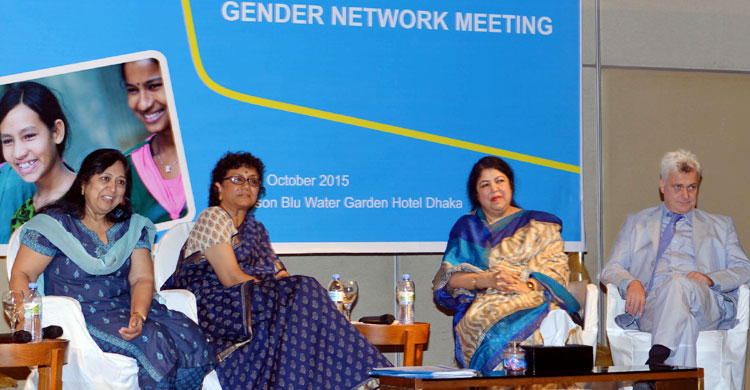 GENDER NETWORK MEETING
October 2015
son Blu Water Garden Hotel Dhaka